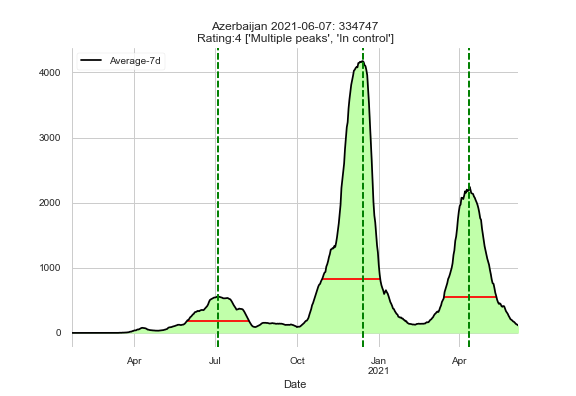 Azerbaijan 2021-06-07: 334747
Rating:4 ['Multiple peaks', 'In control']
Average-7d
4000
3000
2000
1000
0
Apr
Jul
Oct
Jan
2021
Apr
Date